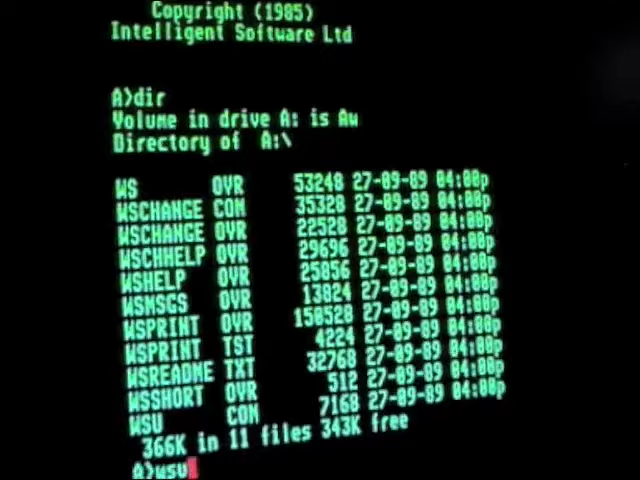 Copyright (1985)
Intelligent Software Ltd
A>dir
Volume in drive A: is Aw
Directory of A:\
WS OVR 53248 27-09-89 04:00p
WSCHANGE COM 35328 27-09-89 04:00p
WSCHANGE OVR 22528 27-09-89 04:00p
WSCHHELP OVR 29696 27-09-89 04:00p
WSHELP OVR 25856 27-09-89 04:00p
WSMSGS OVR 13824 27-09-89 04:00p
WSPRINT OVR 150528 27-09-89 04:00p
WSPRINT TST 4224 27-09-89 04:00p
WSREADME TXT 32768 27-09-89 04:00p
WSSHORT OVR 512 27-09-89 04:00p
WSU COM 7168 27-09-89 04:00p
366K in 11 files 343K free
A>wsu